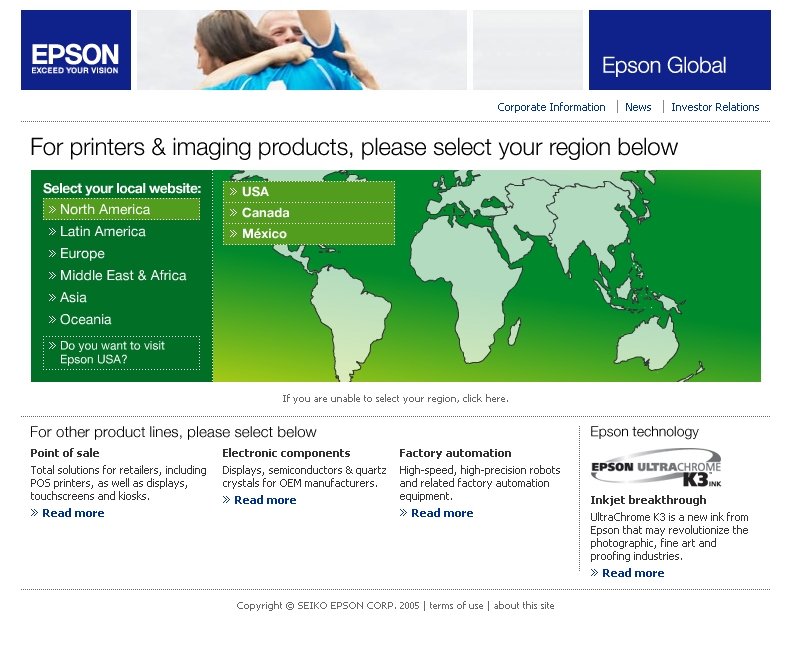 EPSON
EXCEED YOUR VISION
Epson Global
Corporate Information | News | Investor Relations
For printers & imaging products, please select your region below
Select your local website:
» North America
» Latin America
» Europe
» Middle East & Africa
» Asia
» Oceania
» Do you want to visit
Epson USA?
» USA
» Canada
» México
If you are unable to select your region, click here.
For other product lines, please select below
Point of sale
Total solutions for retailers, including
POS printers, as well as displays,
touchscreens and kiosks.
» Read more
Electronic components
Displays, semiconductors & quartz
crystals for OEM manufacturers.
» Read more
Factory automation
High-speed, high-precision robots
and related factory automation
equipment.
» Read more
Epson technology
EPSON ULTRACHROME
K3 INK
Inkjet breakthrough
UltraChrome K3 is a new ink from
Epson that may revolutionize the
photographic, fine art and
proofing industries.
» Read more
Copyright © SEIKO EPSON CORP. 2005 | terms of use | about this site